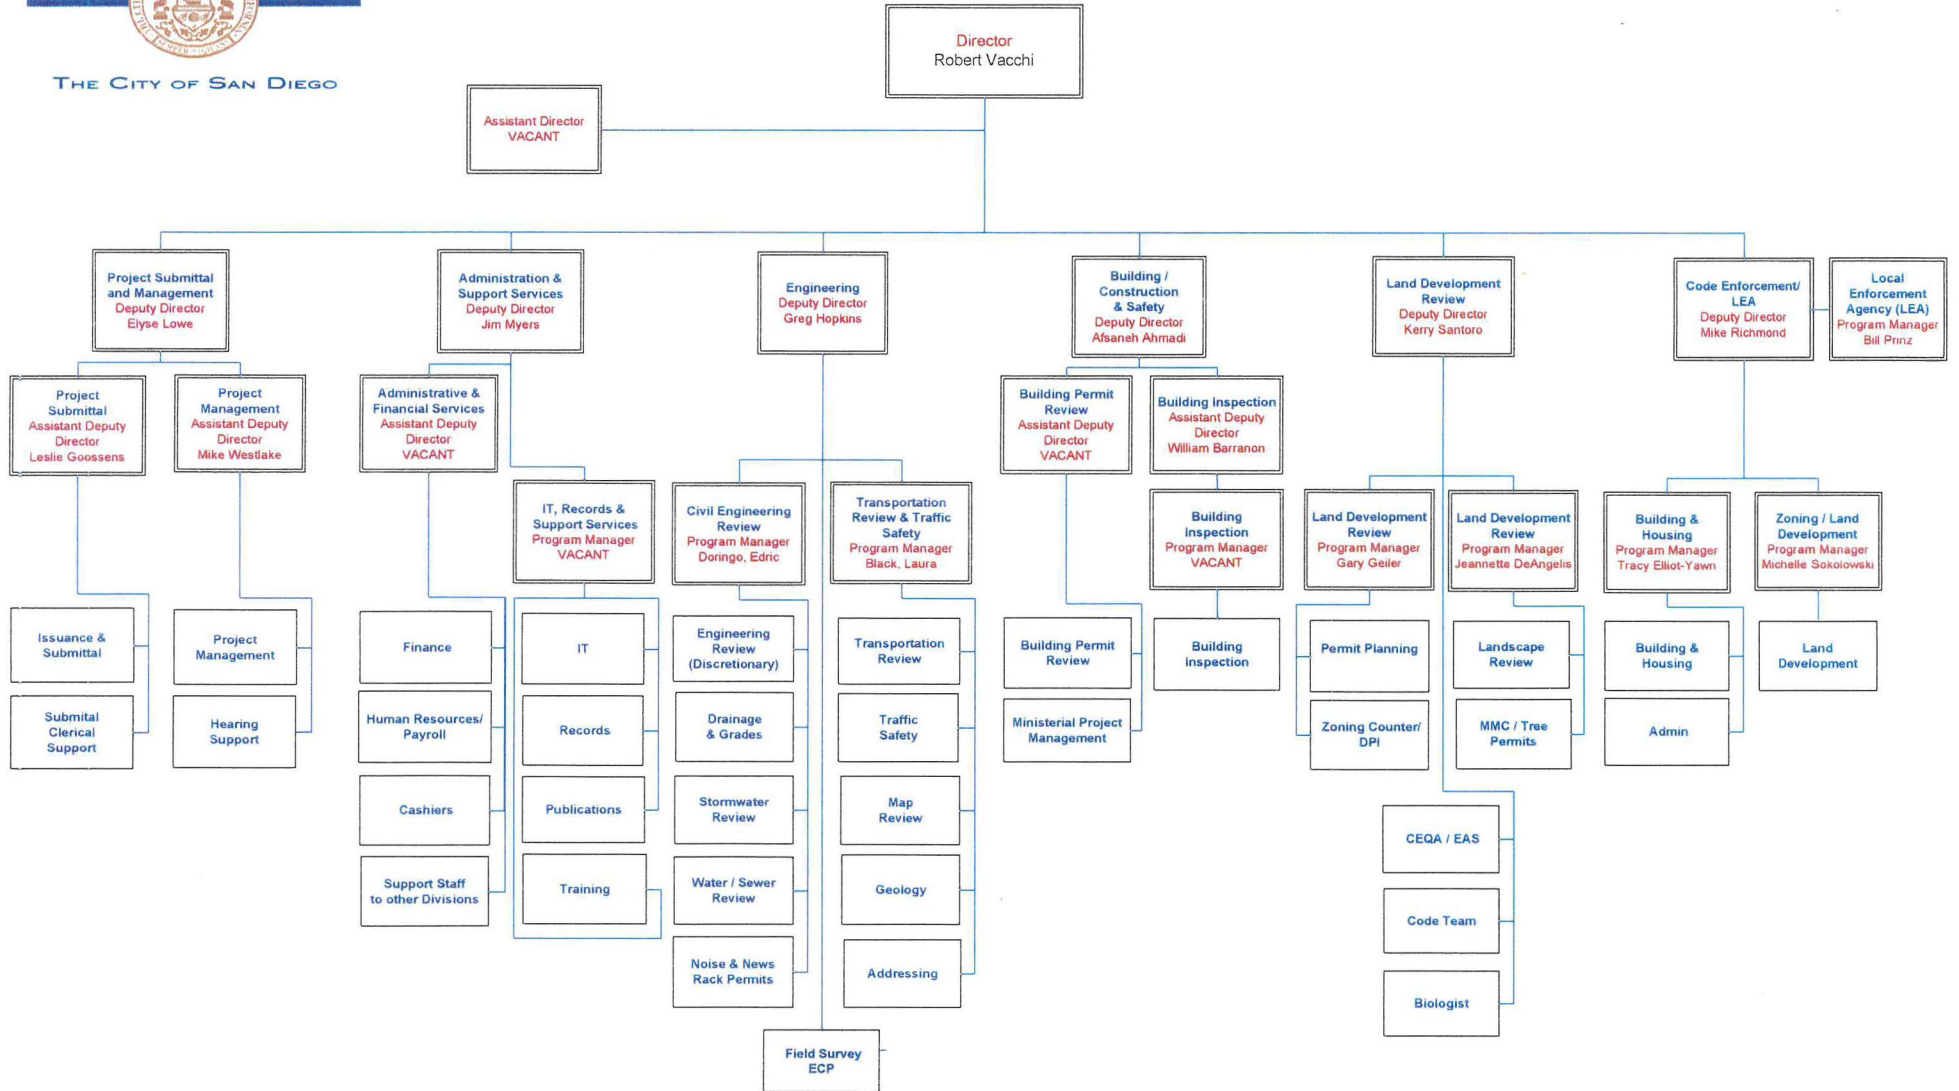 THE CITY OF SAN DIEGO
Director
Robert Vacchi
Assistant Director
VACANT
Project Submittal
and Management
Deputy Director
Elyse Lowe
Administration &
Support Services
Deputy Director
Jim Myers
Engineering
Deputy Director
Greg Hopkins
Building /
Construction
& Safety
Deputy Director
Afsaneh Ahmadi
Land Development
Review
Deputy Director
Kerry Santoro
Code Enforcement/
LEA
Deputy Director
Mike Richmond
Local
Enforcement
Agency (LEA)
Program Manager
Bill Prinz
Project
Submittal
Assistant Deputy
Director
Leslie Goossens
Project
Management
Assistant Deputy
Director
Mike Westlake
Administrative &
Financial Services
Assistant Deputy
Director
VACANT
Building Permit
Review
Assistant Deputy
Director
VACANT
Building Inspection
Assistant Deputy
Director
William Barranon
IT, Records &
Support Services
Program Manager
VACANT
Civil Engineering
Review
Program Manager
Doringo, Edric
Transportation
Review & Traffic
Safety
Program Manager
Black, Laura
Building
Inspection
Program Manager
VACANT
Land Development
Review
Program Manager
Gary Geiler
Land Development
Review
Program Manager
Jeannette DeAngelis
Building &
Housing
Program Manager
Tracy Elliot-Yawn
Zoning / Land
Development
Program Manager
Michelle Sokolowski
Issuance &
Submittal
Project
Management
Finance
IT
Engineering
Review
(Discretionary)
Transportation
Review
Building Permit
Review
Building
Inspection
Permit Planning
Landscape
Review
Building &
Housing
Land
Development
Submital
Clerical
Support
Hearing
Support
Human Resources/
Payroll
Records
Drainage
& Grades
Traffic
Safety
Ministerial Project
Management
Zoning Counter/
DPI
MMC / Tree
Permits
Admin
Cashiers
Publications
Stormwater
Review
Map
Review
CEQA / EAS
Support Staff
to other Divisions
Training
Water / Sewer
Review
Geology
Code Team
Noise & News
Rack Permits
Addressing
Biologist
Field Survey
ECP